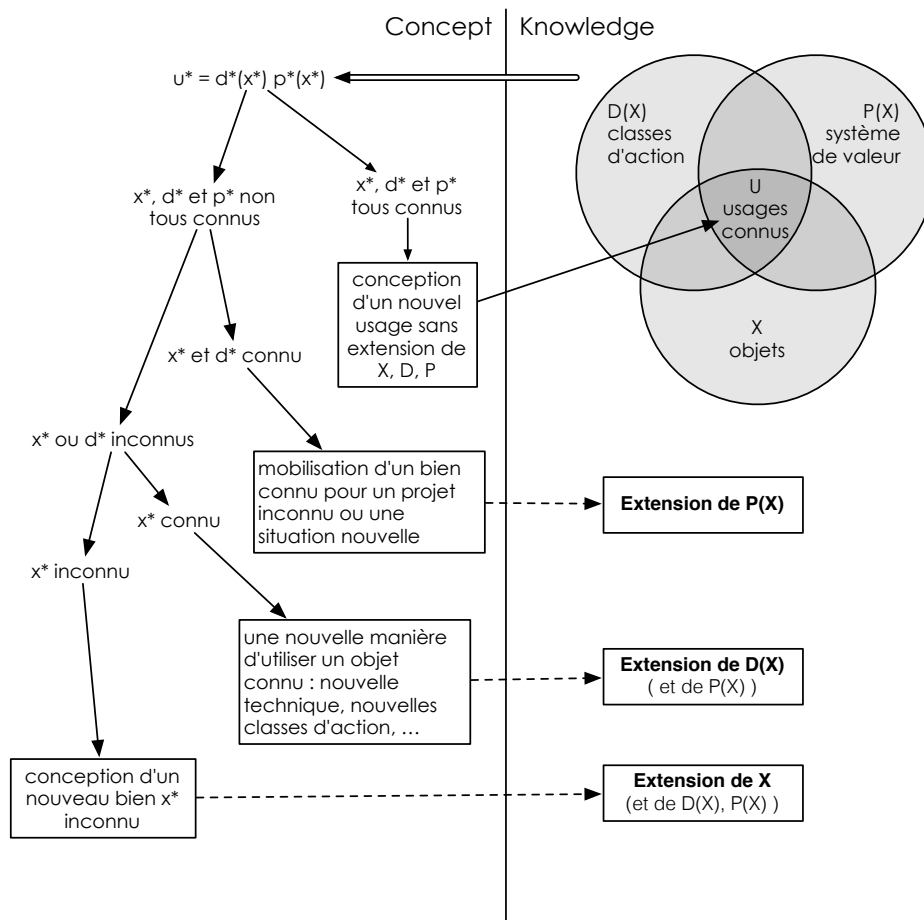 Concept
Knowledge
u* = d*(x*) p*(x*)
D(X)
classes
d'action
P(X)
système
de valeur
U
usages
connus
X
objets
x*, d* et p* non
tous connus
x*, d* et p*
tous connus
conception
d'un nouvel
usage sans
extension de
X, D, P
x* et d* connu
x* ou d* inconnus
mobilisation d'un bien
connu pour un projet
inconnu ou une
situation nouvelle
Extension de P(X)
x* connu
x* inconnu
une nouvelle manière
d'utiliser un objet
connu : nouvelle
technique, nouvelles
classes d'action, …
Extension de D(X)
( et de P(X) )
conception d'un
nouveau bien x*
inconnu
Extension de X
(et de D(X), P(X) )